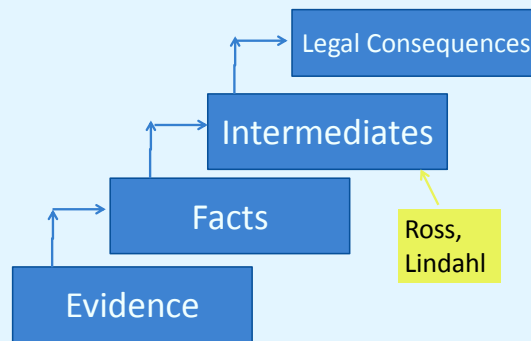 Legal Consequences
Intermediates
Facts
Ross,
Lindahl
Evidence